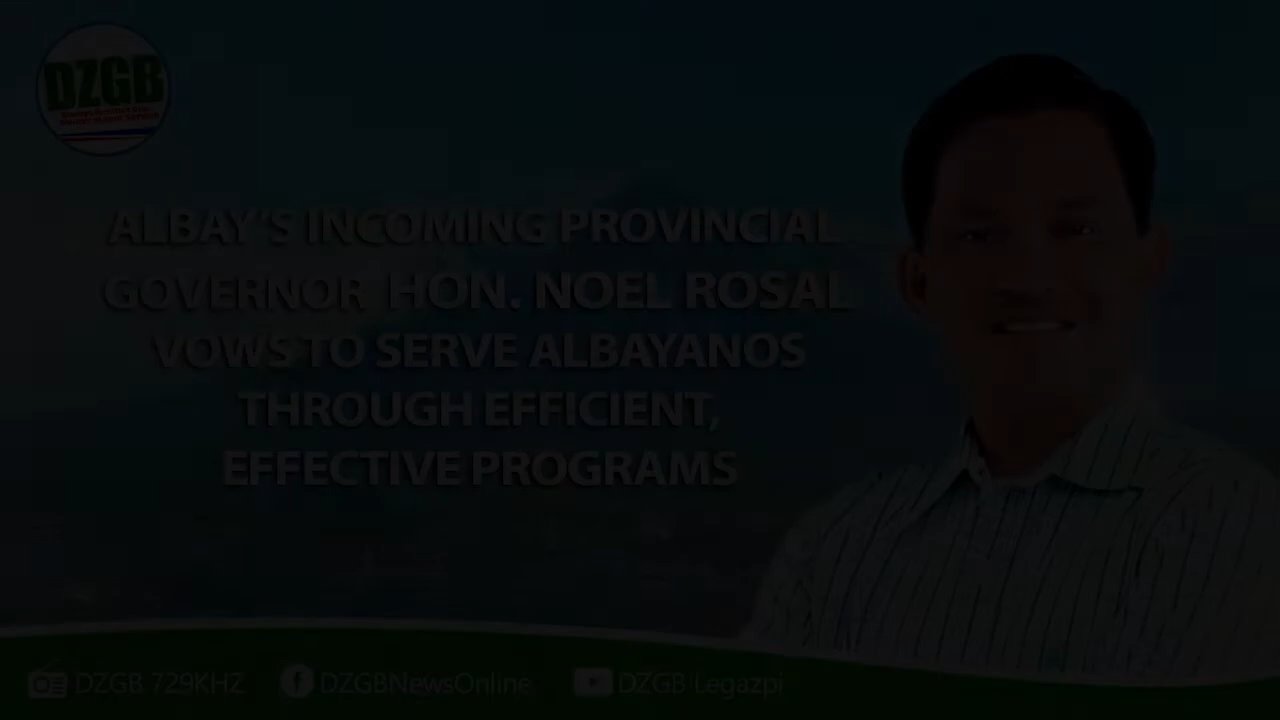 DZGB
ALBAY'S INCOMING PROVINCIAL
GOVERNOR HON. NOEL ROSAL
VOWS TO SERVE ALBAYANOS
THROUGH EFFICIENT,
EFFECTIVE PROGRAMS
DZGB 729KHZ
DZGBNewsOnline
DZGB Legazpi